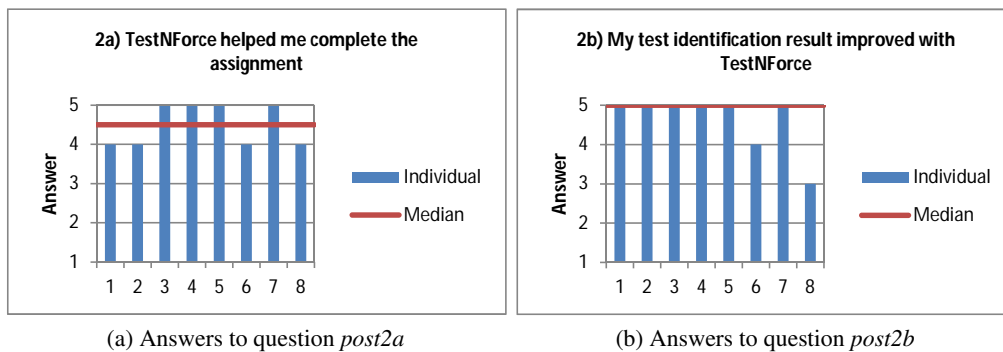 2a) TestNForce helped me complete the
assignment
5
4
3
2
1
Answer
1 2 3 4 5 6 7 8
Individual
Median
(a) Answers to question post2a
2b) My test identification result improved with
TestNForce
5
4
3
2
1
Answer
1 2 3 4 5 6 7 8
Individual
Median
(b) Answers to question post2b